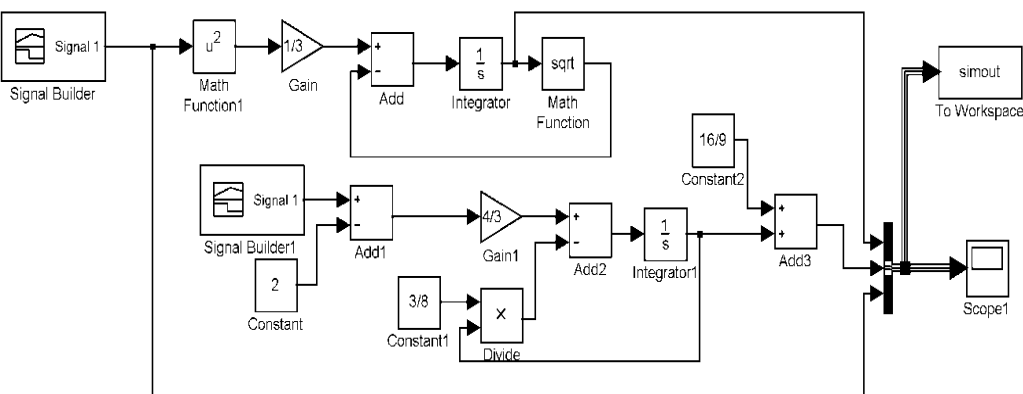 Signal 1
Signal Builder
u2
Math
Function1
1/3
Gain
+
−
Add
1
s
Integrator
sqrt
Math
Function
simout
To Workspace
16/9
Constant2
Signal 1
Signal Builder1
+
−
Add1
2
Constant
4/3
Gain1
+
−
Add2
1
s
Integrator1
+
+
Add3
3/8
Constant1
×
Divide
Scope1